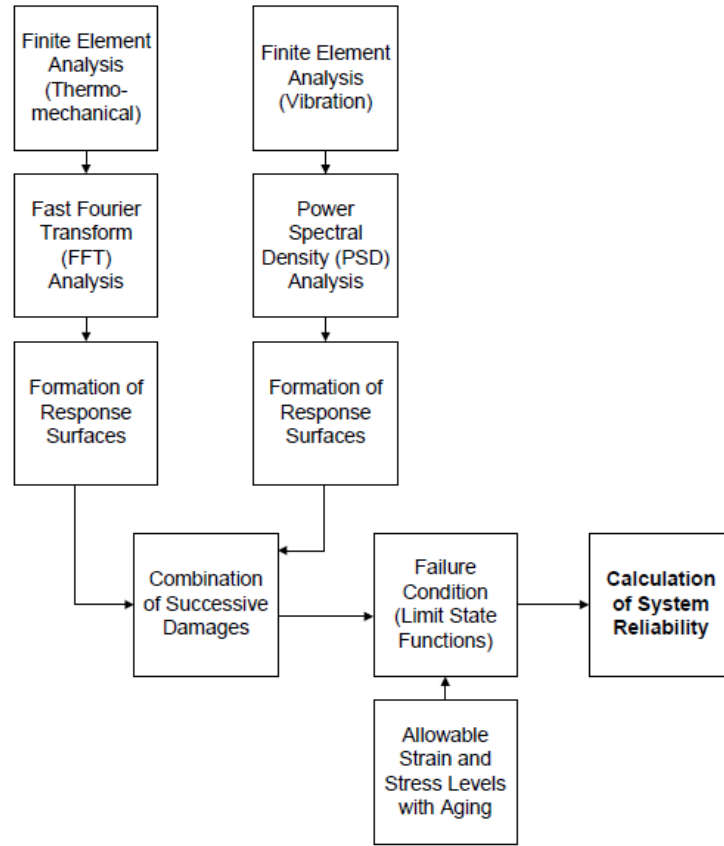 Finite Element
Analysis
(Thermo-
mechanical)
Finite Element
Analysis
(Vibration)
Fast Fourier
Transform
(FFT)
Analysis
Power
Spectral
Density (PSD)
Analysis
Formation of
Response
Surfaces
Formation of
Response
Surfaces
Combination
of Successive
Damages
Failure
Condition
(Limit State
Functions)
Calculation
of System
Reliability
Allowable
Strain and
Stress Levels
with Aging